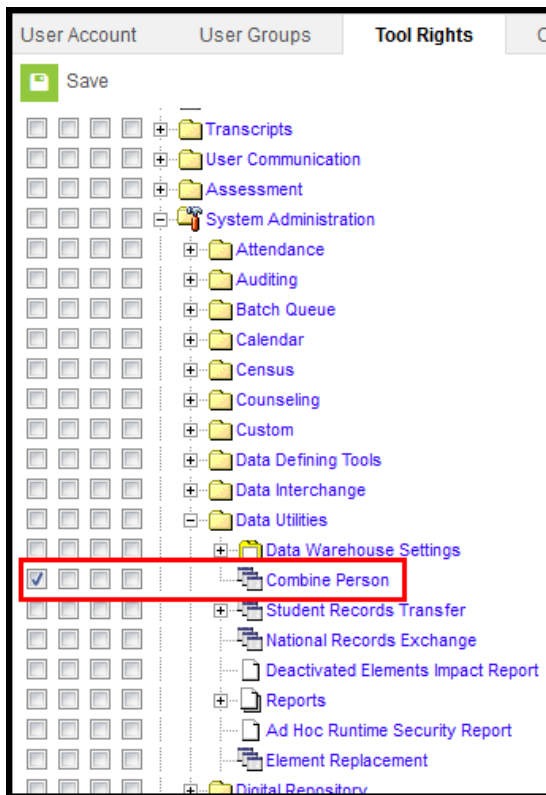 User Account User Groups Tool Rights
Save
Transcripts
User Communication
Assessment
System Administration
Attendance
Auditing
Batch Queue
Calendar
Census
Counseling
Custom
Data Defining Tools
Data Interchange
Data Utilities
Data Warehouse Settings
Combine Person
Student Records Transfer
National Records Exchange
Deactivated Elements Impact Report
Reports
Ad Hoc Runtime Security Report
Element Replacement
Digital Repository